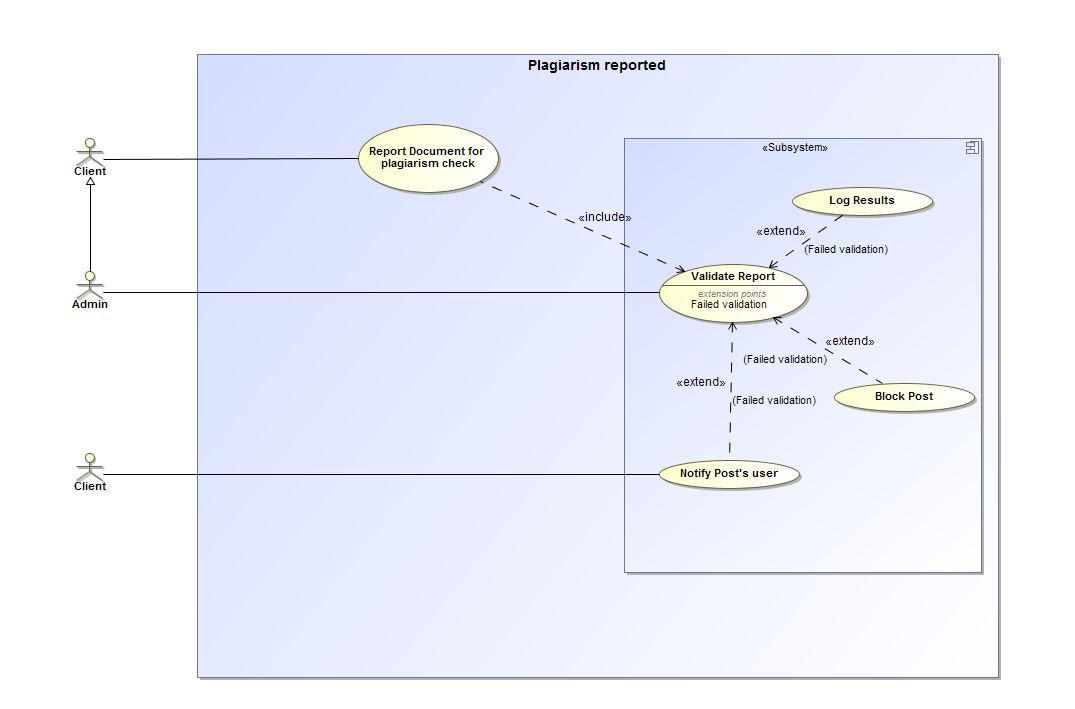 Plagiarism reported
Client
Report Document for
plagiarism check
«Subsystem»
«include»
Log Results
«extend»
(Failed validation)
Admin
Validate Report
extension points
Failed validation
«extend»
(Failed validation)
«extend»
(Failed validation)
Block Post
Client
Notify Post's user